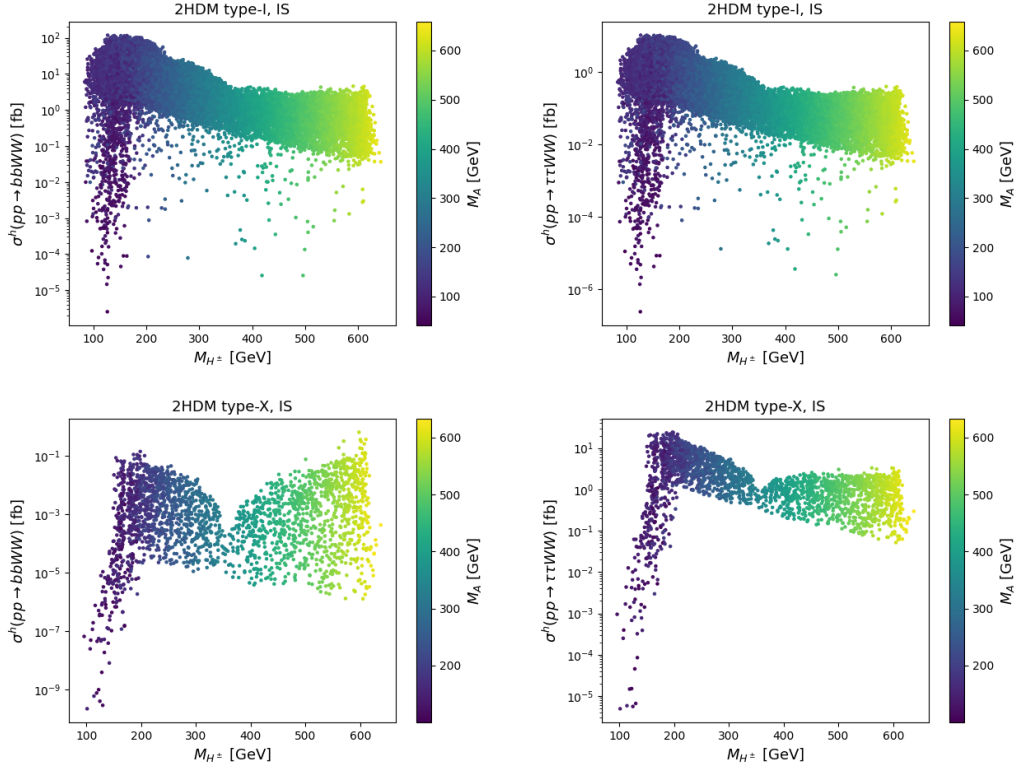 2HDM type-I, IS
σ^h(pp → bbWW) [fb]
10^2
10^1
10^0
10^-1
10^-2
10^-3
10^-4
10^-5
100 200 300 400 500 600
M_{H^±} [GeV]
600
500
400
300
200
100
M_A [GeV]
2HDM type-I, IS
σ^h(pp → ττWW) [fb]
10^0
10^-2
10^-4
10^-6
100 200 300 400 500 600
M_{H^±} [GeV]
600
500
400
300
200
100
M_A [GeV]
2HDM type-X, IS
σ^h(pp → bbWW) [fb]
10^-1
10^-3
10^-5
10^-7
10^-9
100 200 300 400 500 600
M_{H^±} [GeV]
600
500
400
300
200
M_A [GeV]
2HDM type-X, IS
σ^h(pp → ττWW) [fb]
10^1
10^0
10^-1
10^-2
10^-3
10^-4
10^-5
100 200 300 400 500 600
M_{H^±} [GeV]
600
500
400
300
200
M_A [GeV]